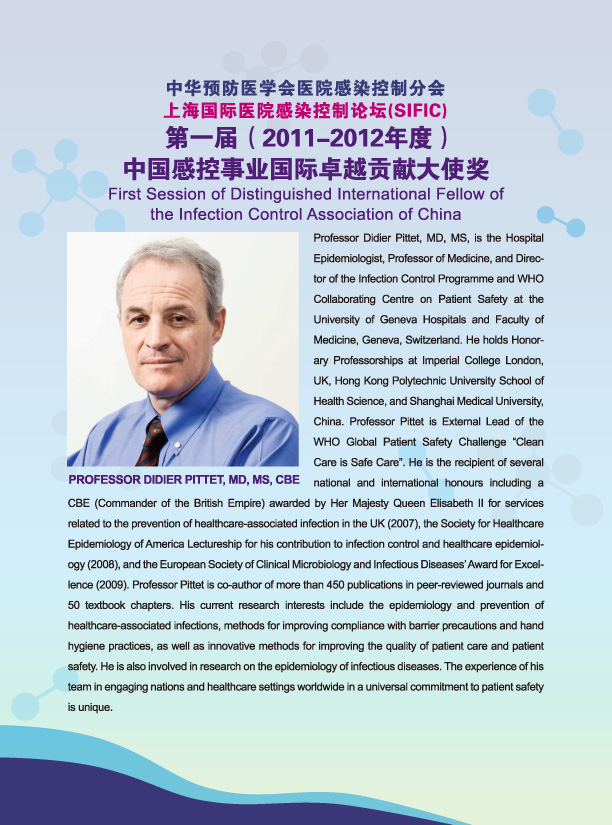 中华预防医学会医院感染控制分会
上海国际医院感染控制论坛(SIFIC)
第一届（2011–2012年度）
中国感控事业国际卓越贡献大使奖
First Session of Distinguished International Fellow of
the Infection Control Association of China
Professor Didier Pittet, MD, MS, is the Hospital
Epidemiologist, Professor of Medicine, and Direc-
tor of the Infection Control Programme and WHO
Collaborating Centre on Patient Safety at the
University of Geneva Hospitals and Faculty of
Medicine, Geneva, Switzerland. He holds Honor-
ary Professorships at Imperial College London,
UK, Hong Kong Polytechnic University School of
Health Science, and Shanghai Medical University,
China. Professor Pittet is External Lead of the
WHO Global Patient Safety Challenge “Clean
Care is Safe Care”. He is the recipient of several
PROFESSOR DIDIER PITTET, MD, MS, CBE
national and international honours including a
CBE (Commander of the British Empire) awarded by Her Majesty Queen Elisabeth II for services
related to the prevention of healthcare-associated infection in the UK (2007), the Society for Healthcare
Epidemiology of America Lectureship for his contribution to infection control and healthcare epidemiol-
ogy (2008), and the European Society of Clinical Microbiology and Infectious Diseases’ Award for Excel-
lence (2009). Professor Pittet is co-author of more than 450 publications in peer-reviewed journals and
50 textbook chapters. His current research interests include the epidemiology and prevention of
healthcare-associated infections, methods for improving compliance with barrier precautions and hand
hygiene practices, as well as innovative methods for improving the quality of patient care and patient
safety. He is also involved in research on the epidemiology of infectious diseases. The experience of his
team in engaging nations and healthcare settings worldwide in a universal commitment to patient safety
is unique.